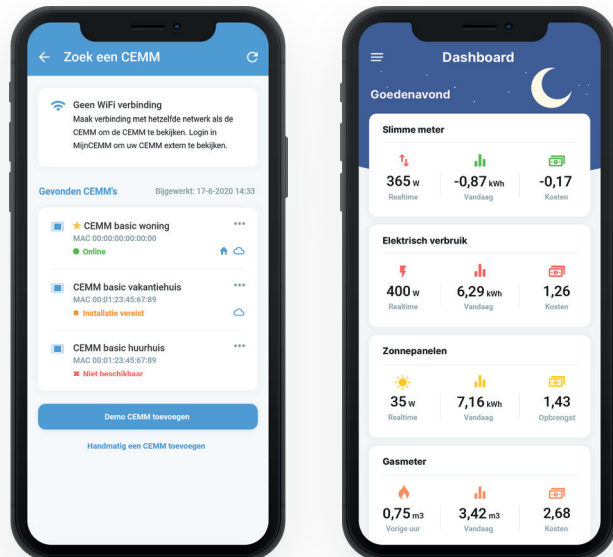 Zoek een CEMM
Geen WiFi verbinding
Maak verbinding met hetzelfde netwerk als de
CEMM om de CEMM te bekijken. Login in
MijnCEMM om uw CEMM extern te bekijken.
Gevonden CEMM's Bijgewerkt: 17-6-2020 14:33
CEMM basic woning
MAC 00:00:00:00:00:00
Online
CEMM basic vakantiehuis
MAC 00:01:23:45:67:89
Installatie vereist
CEMM basic huurhuis
MAC 00:01:23:45:67:89
Niet beschikbaar
Demo CEMM toevoegen
Handmatig een CEMM toevoegen
Dashboard
Goedenavond
Slimme meter
365 w -0,87 kWh -0,17
Realtime Vandaag Kosten
Elektrisch verbruik
400 w 6,29 kWh 1,26
Realtime Vandaag Kosten
Zonnepanelen
35 w 7,16 kWh 1,43
Realtime Vandaag Opbrengst
Gasmeter
0,75 m3 3,42 m3 2,68
Vorige uur Vandaag Kosten